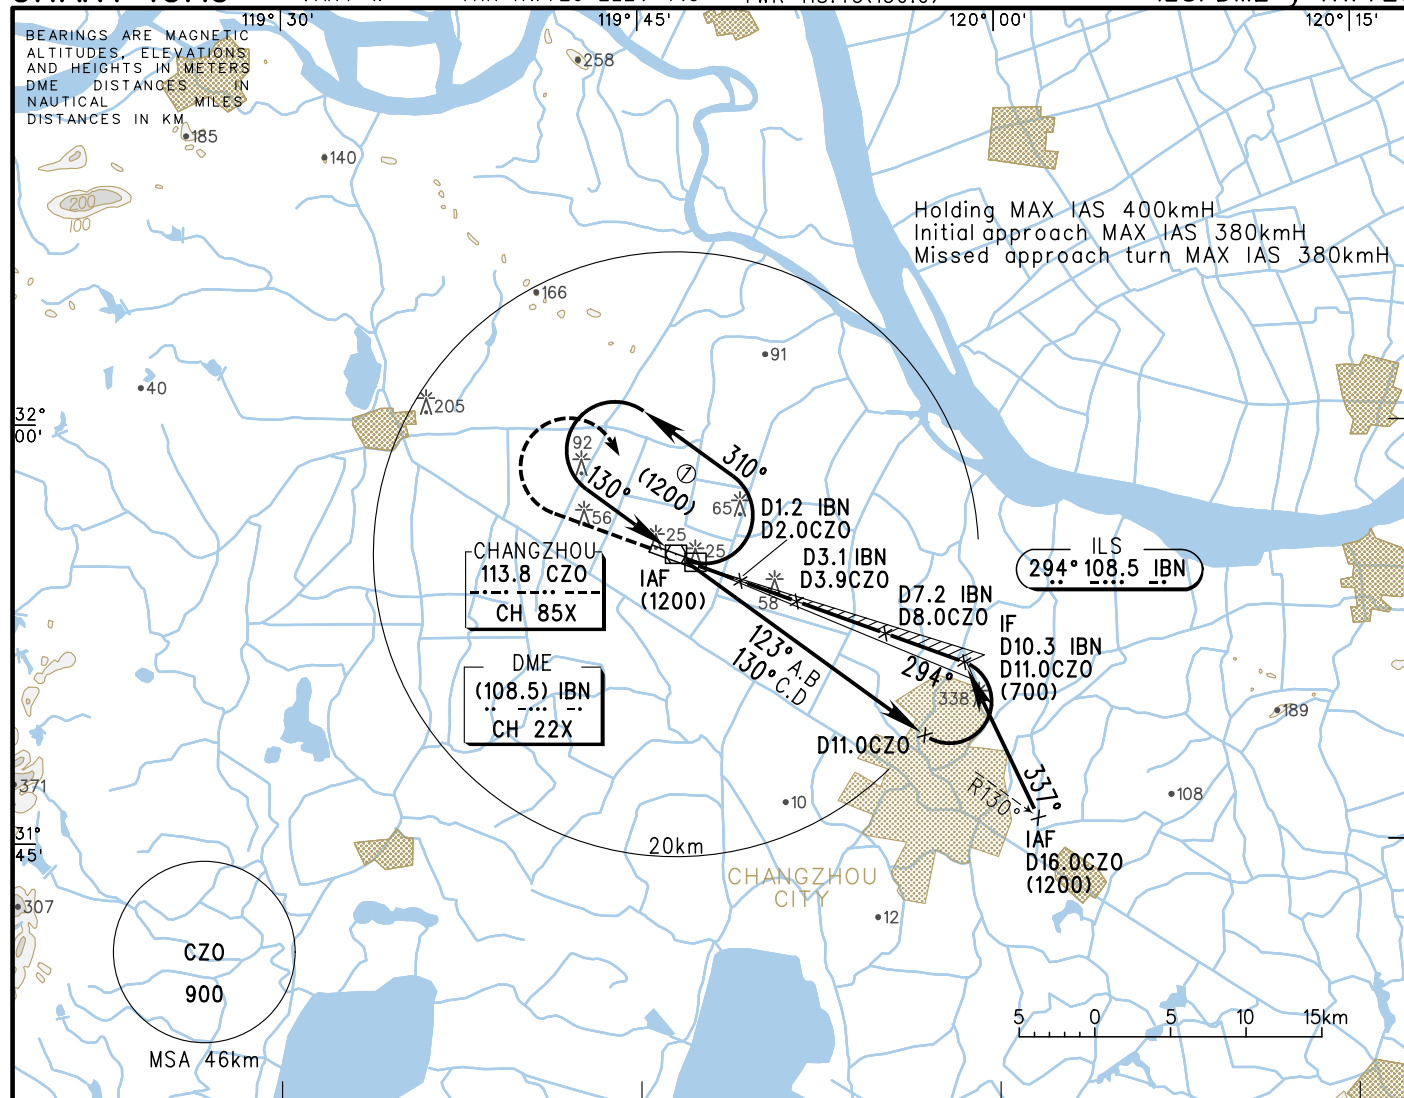 119° 30'
119° 45'
120° 00'
120° 15'
BEARINGS ARE MAGNETIC
ALTITUDES, ELEVATIONS
AND HEIGHTS IN METERS
DME DISTANCES IN
NAUTICAL MILES
DISTANCES IN KM
258
185
140
200
100
Holding MAX IAS 400kmH
Initial approach MAX IAS 380kmH
Missed approach turn MAX IAS 380kmH
166
91
40
205
32°
00'
92
310°
①
(1200)
130°
65
56
25
25
D1.2 IBN
D2.0CZO
D3.1 IBN
D3.9CZO
58
CHANGZHOU
113.8 CZO
CH 85X
IAF
(1200)
ILS
294° 108.5 IBN
D7.2 IBN
D8.0CZO
IF
D10.3 IBN
D11.0CZO
(700)
123° A.B
130° C.D
294°
338
DME
(108.5) IBN
CH 22X
D11.0CZO
189
371
337°
R130°
10
108
31°
45'
20km
IAF
D16.0CZO
(1200)
CHANGZHOU
CITY
307
12
CZO
900
MSA 46km
5 0 5 10 15km